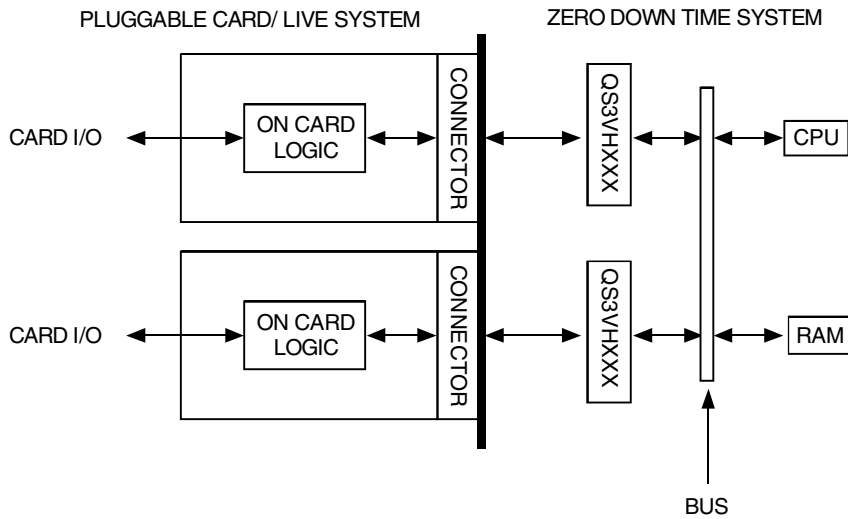 PLUGGABLE CARD/ LIVE SYSTEM
ZERO DOWN TIME SYSTEM
CARD I/O
ON CARD
LOGIC
CONNECTOR
QS3VHXXX
CPU
CARD I/O
ON CARD
LOGIC
CONNECTOR
QS3VHXXX
RAM
BUS